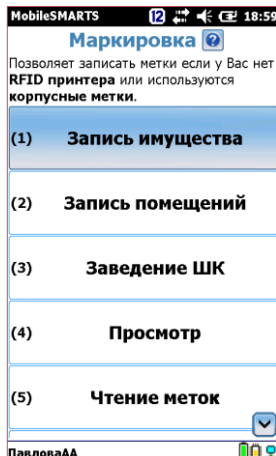 MobileSMARTS 12 18:59
Маркировка ?
Позволяет записать метки если у Вас нет
RFID принтера или используются
корпусные метки.
(1) Запись имущества
(2) Запись помещений
(3) Заведение ШК
(4) Просмотр
(5) Чтение меток
ПавловаАА